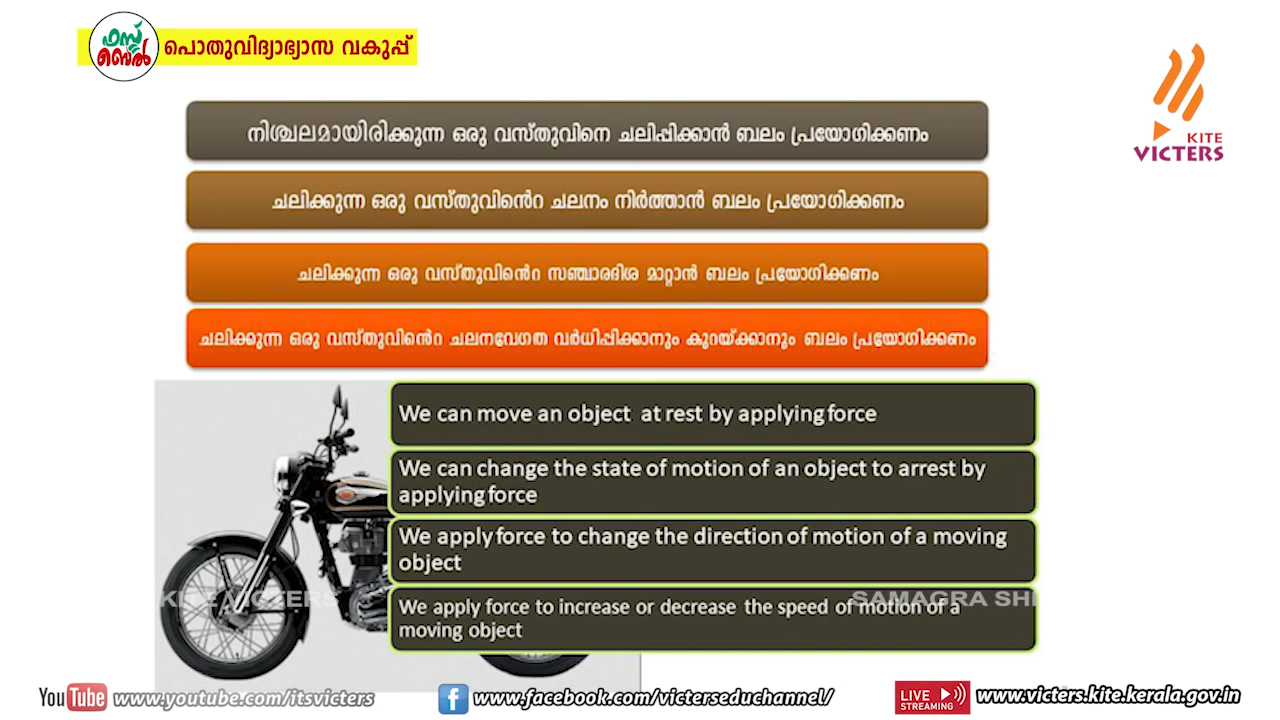 ഫസ്റ്റ്
ബെൽ
പൊതുവിദ്യാഭ്യാസ വകുപ്പ്
KITE
VICTERS
നിശ്ചലമായിരിക്കുന്ന ഒരു വസ്തുവിനെ ചലിപ്പിക്കാൻ ബലം പ്രയോഗിക്കണം
ചലിക്കുന്ന ഒരു വസ്തുവിൻെറ ചലനം നിർത്താൻ ബലം പ്രയോഗിക്കണം
ചലിക്കുന്ന ഒരു വസ്തുവിൻെറ സഞ്ചാരദിശ മാറ്റാൻ ബലം പ്രയോഗിക്കണം
ചലിക്കുന്ന ഒരു വസ്തുവിൻെറ ചലനവേഗത വർധിപ്പിക്കാനും കുറയ്ക്കാനും ബലം പ്രയോഗിക്കണം
We can move an object at rest by applying force
We can change the state of motion of an object to arrest by
applying force
We apply force to change the direction of motion of a moving
object
We apply force to increase or decrease the speed of motion of a
moving object
KITE VICTERS
SAMAGRA SHI
YouTube www.youtube.com/itsvicters
f www.facebook.com/victerseduchannel/
LIVE
STREAMING
www.victers.kite.kerala.gov.in